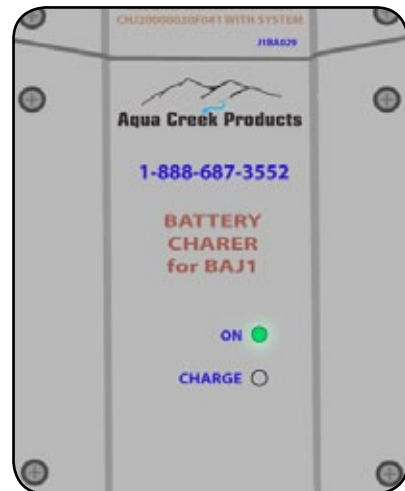 CHJ20000020F041 WITH SYSTEM
J1BA029
Aqua Creek Products
1-888-687-3552
BATTERY
CHARER
for BAJ1
ON
CHARGE